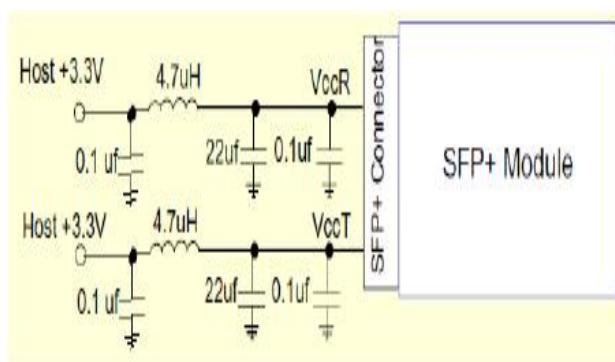 Host +3.3V
4.7uH
VccR
0.1 uf
22uf
0.1uf
Host +3.3V
4.7uH
VccT
0.1 uf
22uf
0.1uf
SFP+ Connector
SFP+ Module